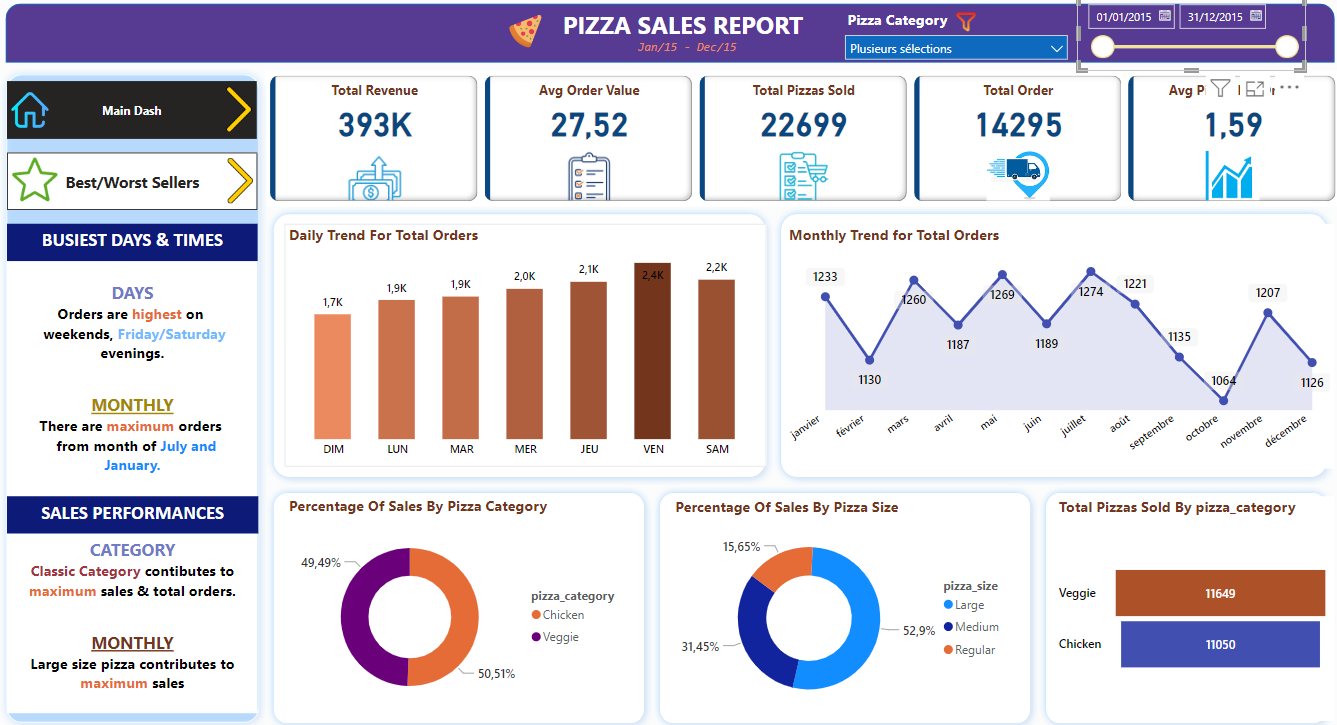 PIZZA SALES REPORT
Jan/15 - Dec/15
Pizza Category
Plusieurs sélections
01/01/2015
31/12/2015
Main Dash
Best/Worst Sellers
BUSIEST DAYS & TIMES
DAYS
Orders are highest on
weekends, Friday/Saturday
evenings.
MONTHLY
There are maximum orders
from month of July and
January.
SALES PERFORMANCES
CATEGORY
Classic Category contibutes to
maximum sales & total orders.
MONTHLY
Large size pizza contributes to
maximum sales
Total Revenue
393K
Avg Order Value
27,52
Total Pizzas Sold
22699
Total Order
14295
Avg
1,59
Daily Trend For Total Orders
1,7K
1,9K
1,9K
2,0K
2,1K
2,4K
2,2K
DIM
LUN
MAR
MER
JEU
VEN
SAM
Monthly Trend for Total Orders
1233
1130
1260
1187
1269
1189
1274
1221
1135
1064
1207
1126
janvier
février
mars
avril
mai
juin
juillet
août
septembre
octobre
novembre
décembre
Percentage Of Sales By Pizza Category
49,49%
50,51%
pizza_category
Chicken
Veggie
Percentage Of Sales By Pizza Size
15,65%
31,45%
52,9%
pizza_size
Large
Medium
Regular
Total Pizzas Sold By pizza_category
Veggie
11649
Chicken
11050